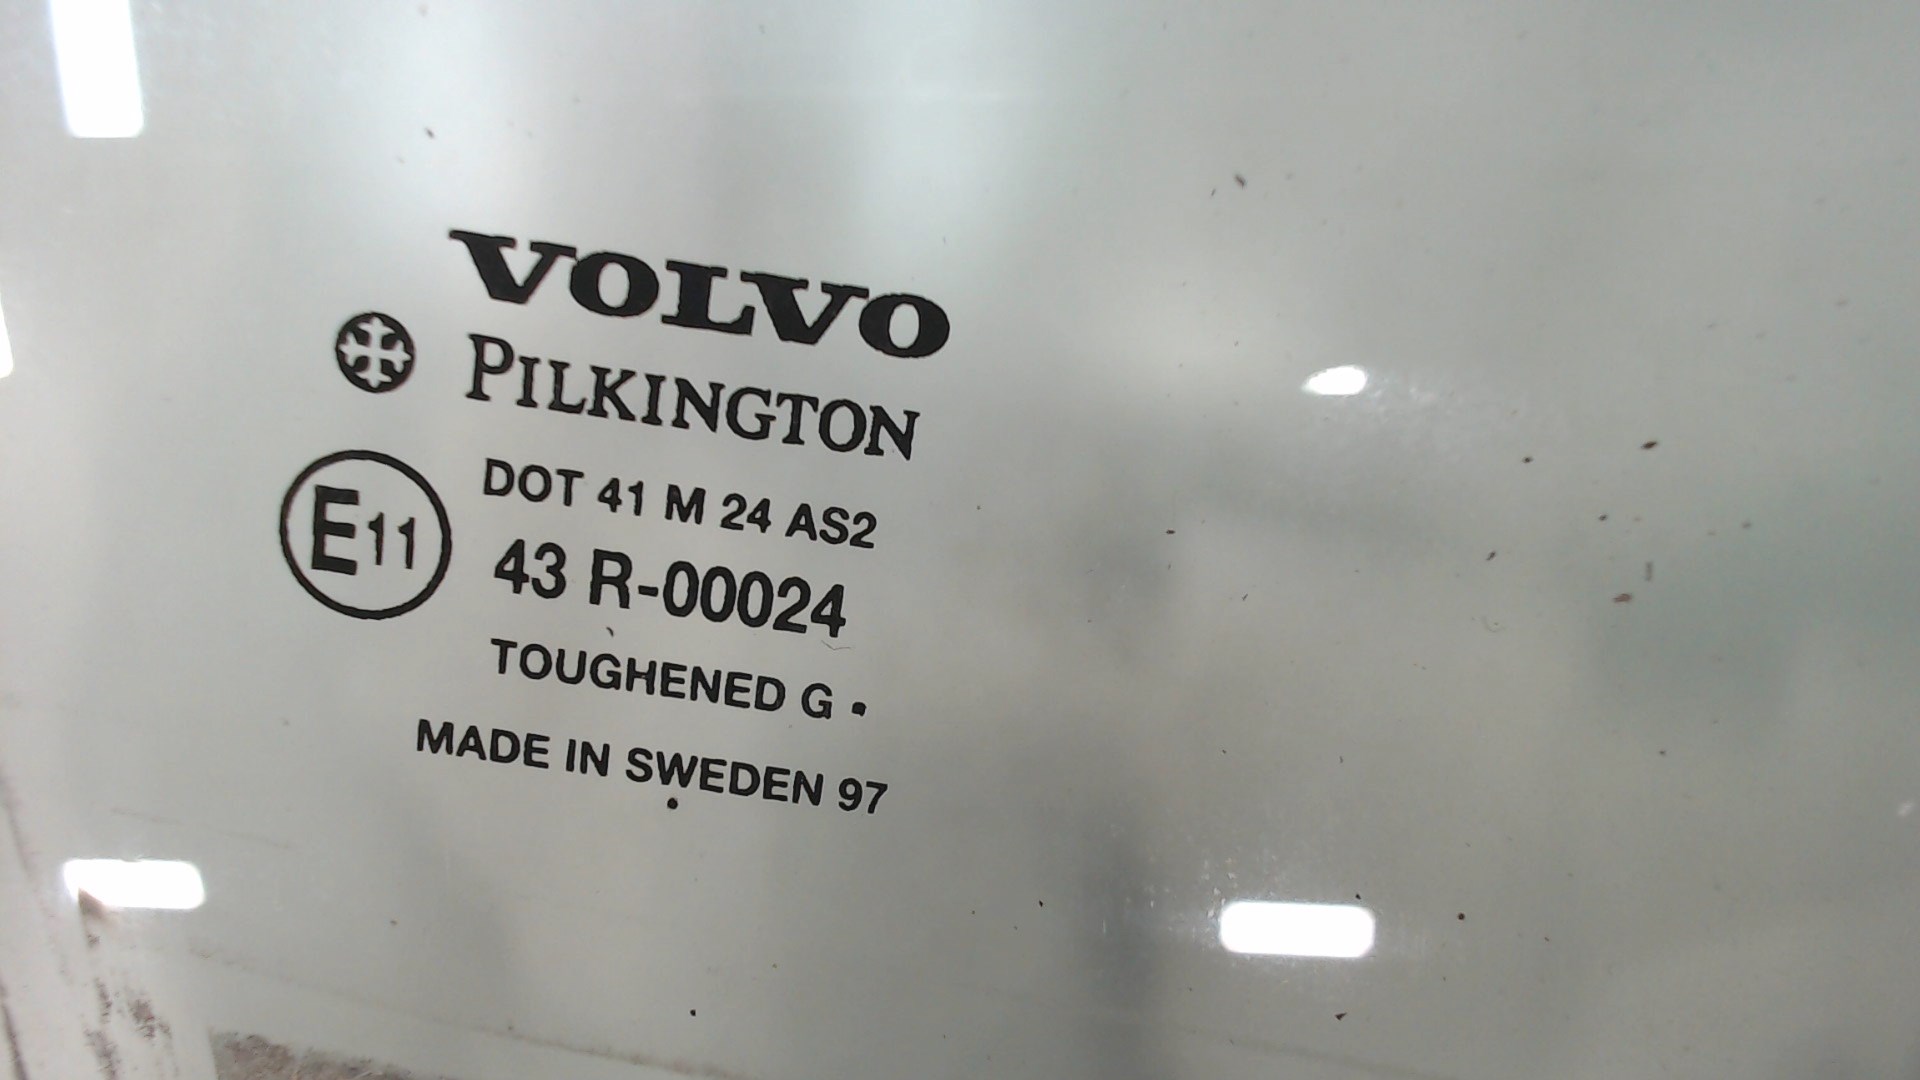 VOLVO
PILKINGTON
DOT 41 M 24 AS2
E11 43 R-00024
TOUGHENED G •
MADE IN SWEDEN 97